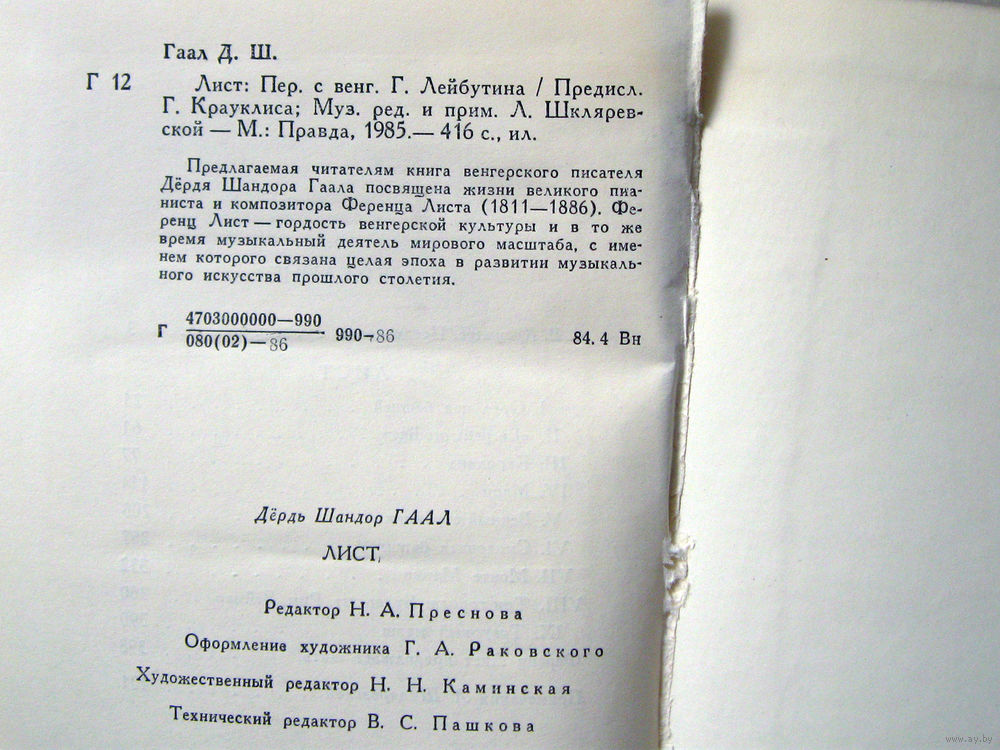 Гаал Д. Ш.
Г 12
Лист: Пер. с венг. Г. Лейбутина / Предисл.
Г. Крауклиса; Муз. ред. и прим. Л. Шкляревской
ской — М.: Правда, 1985.— 416 с., ил.
Предлагаемая читателям книга венгерского писателя
Дёрдя Шандора Гаала посвящена жизни великого пиа-
ниста и композитора Ференца Листа (1811—1886). Фе-
ренц Лист — гордость венгерской культуры и в то же
время музыкальный деятель мирового масштаба, с име-
нем которого связана целая эпоха в развитии музыкаль-
ного искусства прошлого столетия.
Г 4703000000—990
080(02)—86
990—86
84.4 Вн
Дёрдь Шандор ГААЛ
ЛИСТ
Редактор Н. А. Преснова
Оформление художника Г. А. Раковского
Художественный редактор Н. Н. Каминская
Технический редактор В. С. Пашкова
www.ay.by